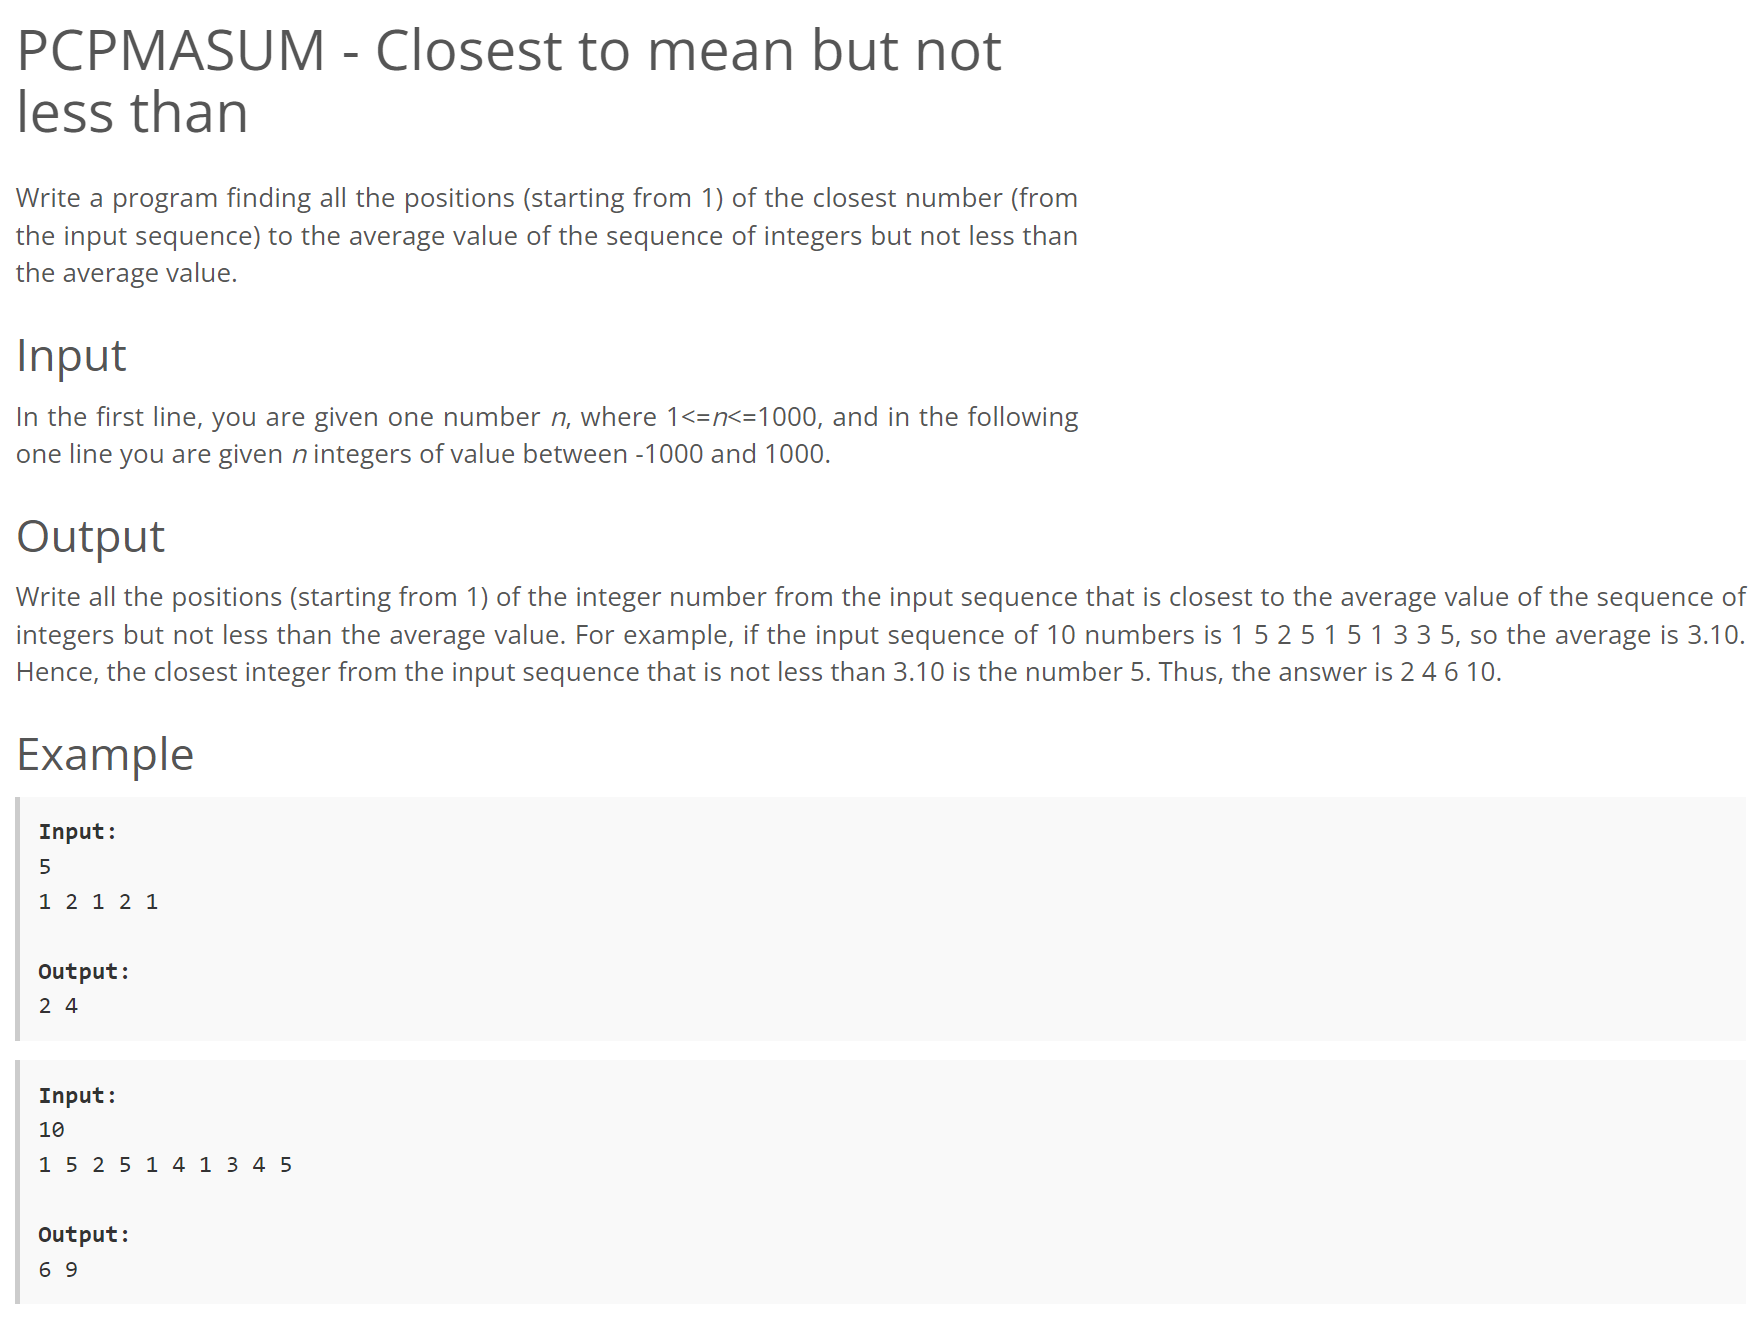 PCPMASUM - Closest to mean but not
less than
Write a program finding all the positions (starting from 1) of the closest number (from
the input sequence) to the average value of the sequence of integers but not less than
the average value.
Input
In the first line, you are given one number n, where 1<=n<=1000, and in the following
one line you are given n integers of value between -1000 and 1000.
Output
Write all the positions (starting from 1) of the integer number from the input sequence that is closest to the average value of the sequence of
integers but not less than the average value. For example, if the input sequence of 10 numbers is 1 5 2 5 1 5 1 3 3 5, so the average is 3.10.
Hence, the closest integer from the input sequence that is not less than 3.10 is the number 5. Thus, the answer is 2 4 6 10.
Example
Input:
5
1 2 1 2 1
Output:
2 4
Input:
10
1 5 2 5 1 4 1 3 4 5
Output:
6 9